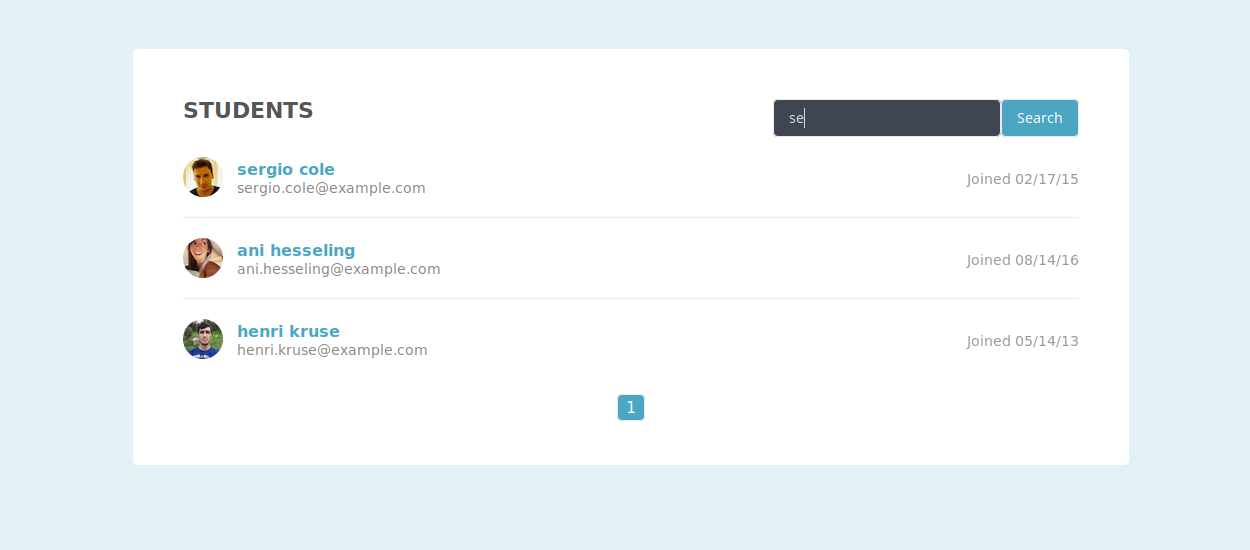 STUDENTS
se
Search
sergio cole
sergio.cole@example.com
Joined 02/17/15
ani hesseling
ani.hesseling@example.com
Joined 08/14/16
henri kruse
henri.kruse@example.com
Joined 05/14/13
1